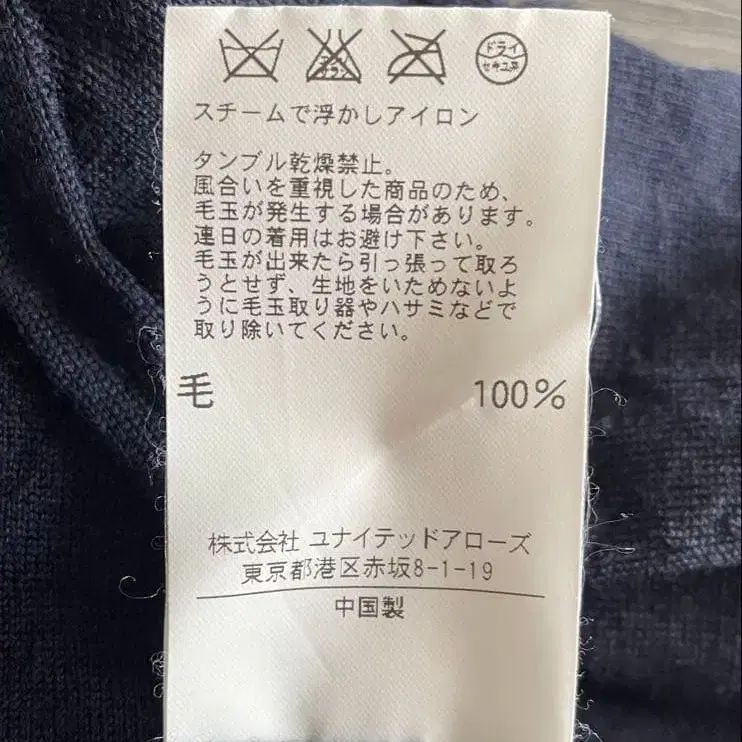 エンソ
サラシ
ドライ
セキユ系
スチームで浮かしアイロン
タンブル乾燥禁止。
風合いを重視した商品のため、
毛玉が発生する場合があります。
連日の着用はお避け下さい。
毛玉が出来たら引っ張って取ろ
うとせず、生地をいためないよ
うに毛玉取り器やハサミなどで
取り除いてください。
毛 100%
株式会社 ユナイテッドアローズ
東京都港区赤坂8-1-19
中国製